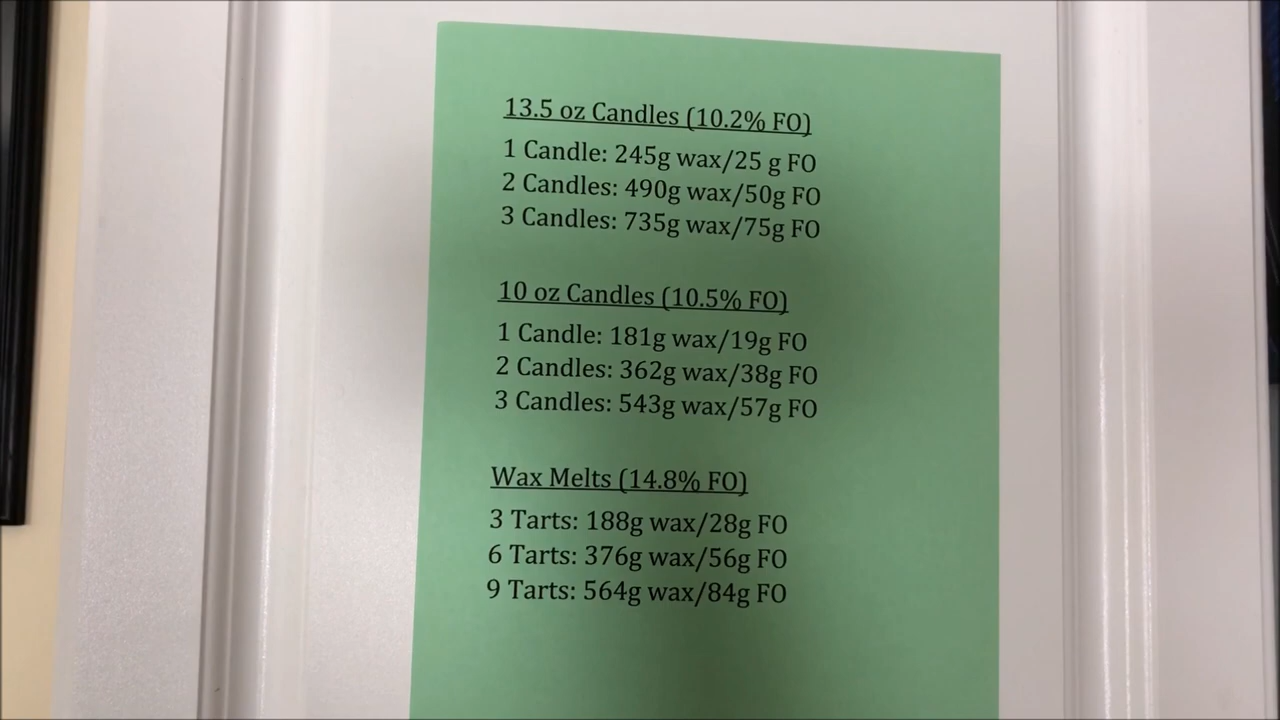 13.5 oz Candles (10.2% FO)
1 Candle: 245g wax/25 g FO
2 Candles: 490g wax/50g FO
3 Candles: 735g wax/75g FO
10 oz Candles (10.5% FO)
1 Candle: 181g wax/19g FO
2 Candles: 362g wax/38g FO
3 Candles: 543g wax/57g FO
Wax Melts (14.8% FO)
3 Tarts: 188g wax/28g FO
6 Tarts: 376g wax/56g FO
9 Tarts: 564g wax/84g FO